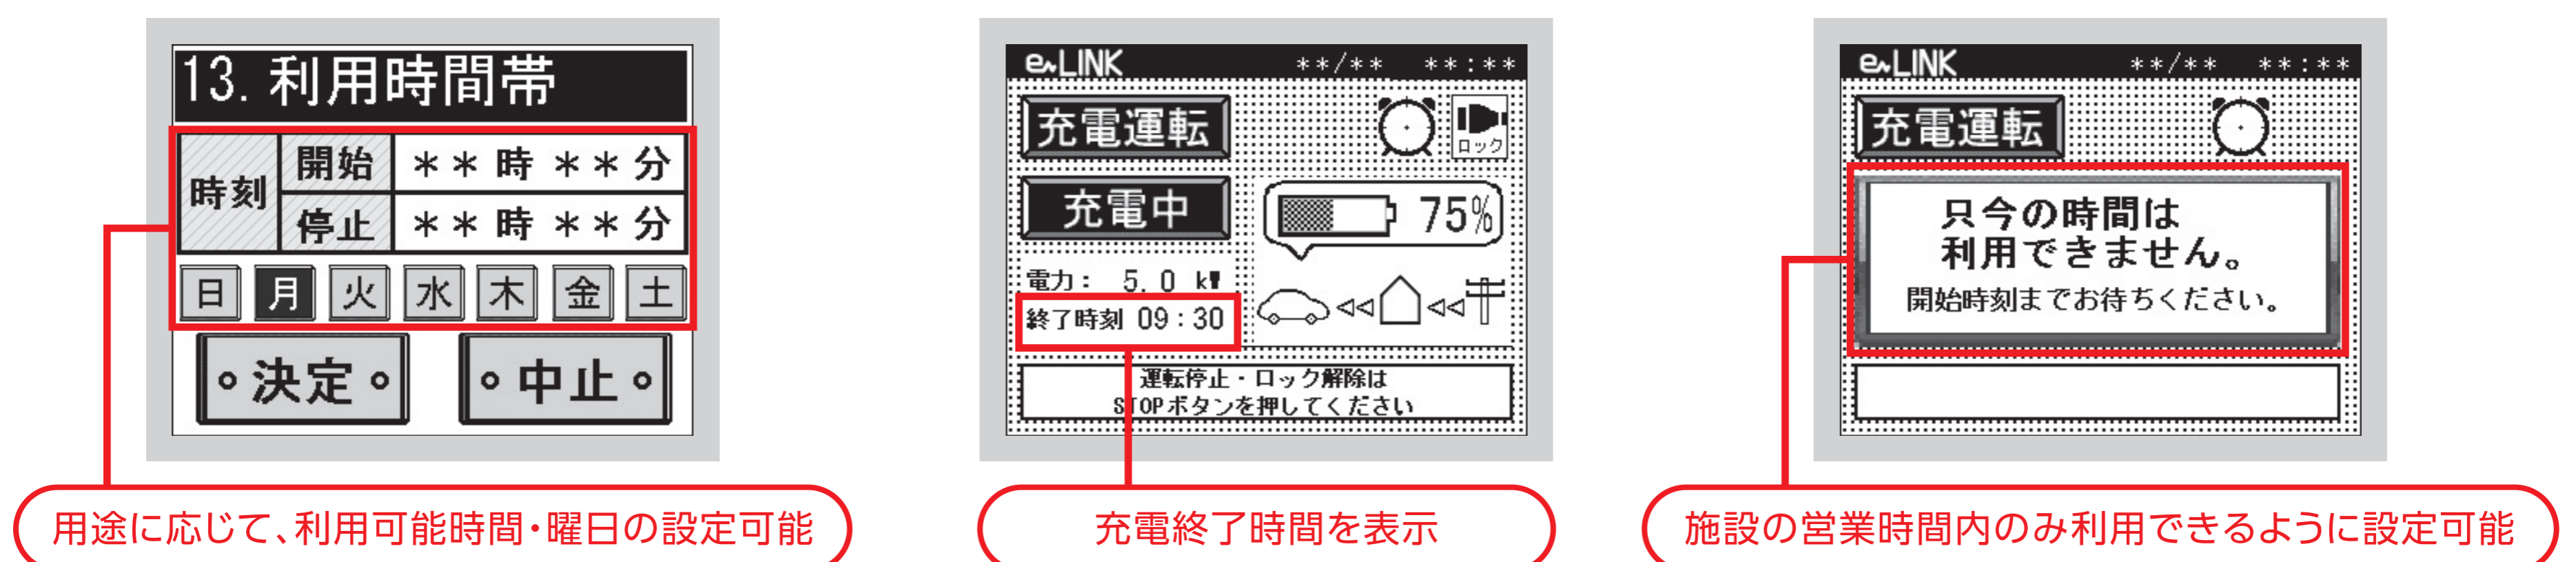 13. 利用時間帯
時刻
開始 **時**分
停止 **時**分
日 月 火 水 木 金 土
決定 中止
用途に応じて、利用可能時間・曜日の設定可能
e-LINK **/** **:**
充電運転
ロック
充電中
75%
電力： 5.0 kW
終了時刻 09：30
運転停止・ロック解除は
STOPボタンを押してください
充電終了時間を表示
e-LINK **/** **:**
充電運転
只今の時間は
利用できません。
開始時刻までお待ちください。
施設の営業時間内のみ利用できるように設定可能